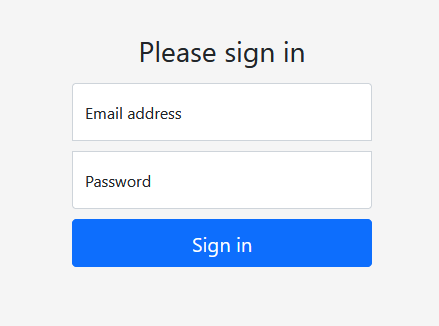 Please sign in
Email address
Password
Sign in